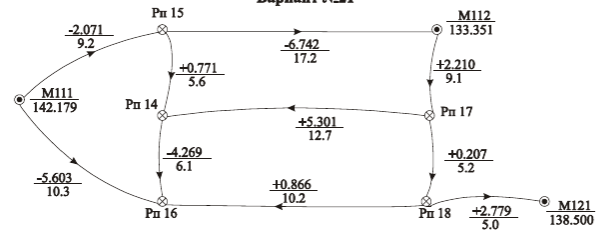 Вариант №21
Рп 15
М112
133.351
-2.071
9.2
-6.742
17.2
+0.771
5.6
+2.210
9.1
М111
142.179
Рп 14
Рп 17
+5.301
12.7
-4.269
6.1
+0.207
5.2
-5.603
10.3
+0.866
10.2
Рп 16
Рп 18
+2.779
5.0
М121
138.500